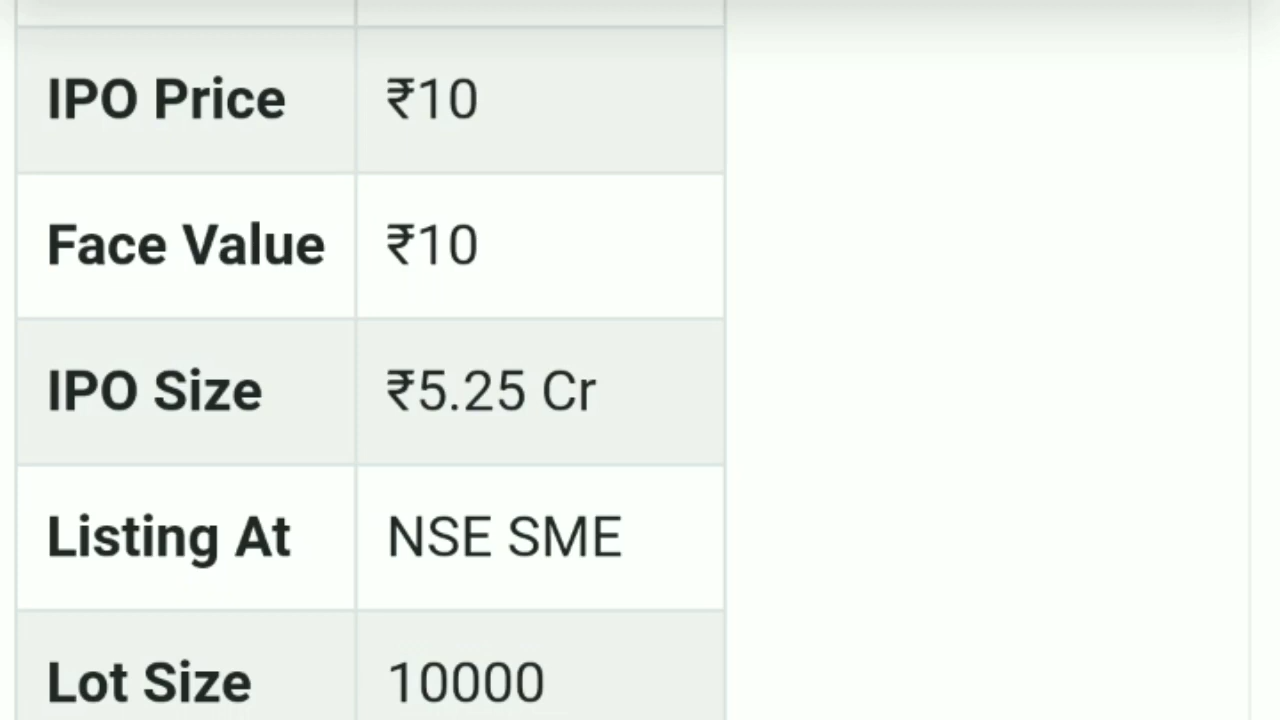 IPO Price ₹10
Face Value ₹10
IPO Size ₹5.25 Cr
Listing At NSE SME
Lot Size 10000